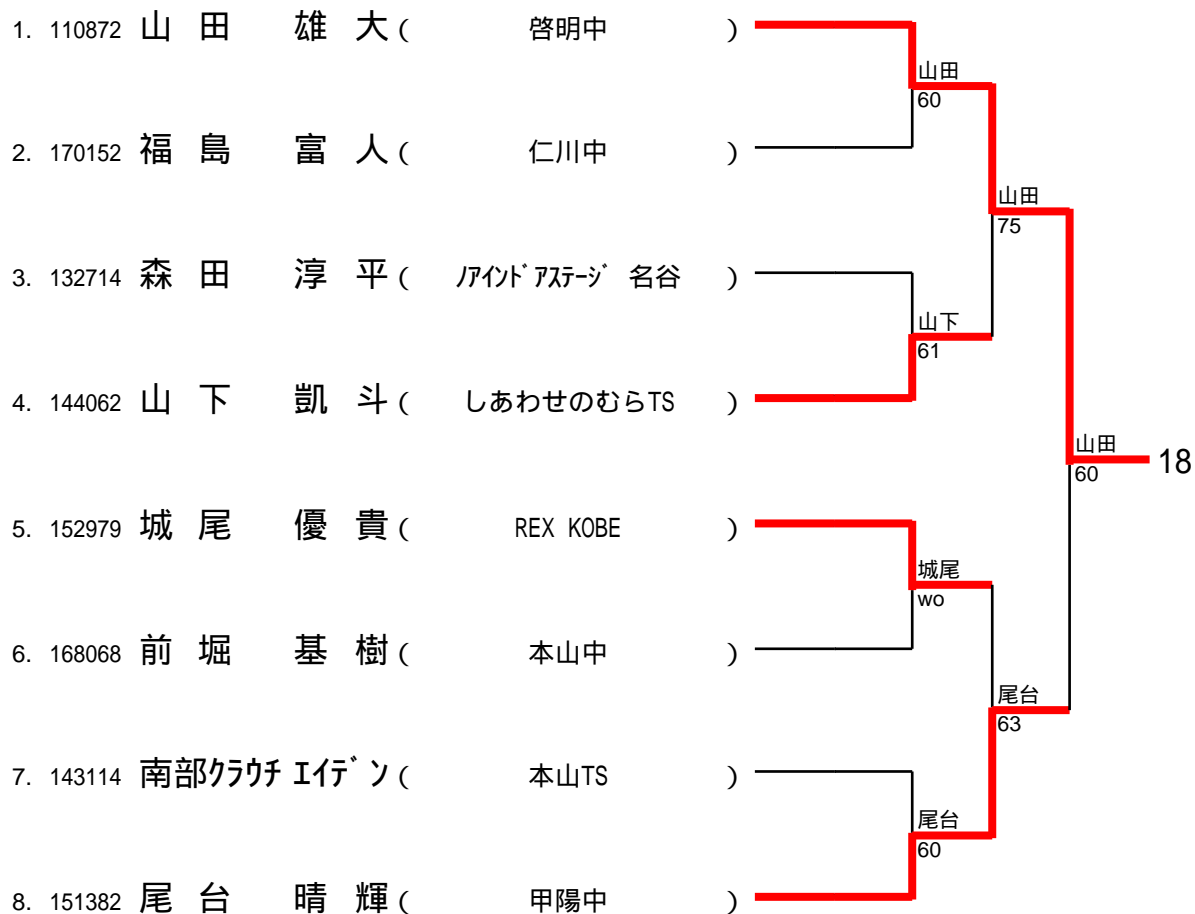 1. 110872 山田 雄大 ( 啓明中 )
山田
60
2. 170152 福島 富人 ( 仁川中 )
山田
75
3. 132714 森田 淳平 ( ﾉｱインドｱｽﾃｰｼﾞ 名谷 )
山下
61
4. 144062 山下 凱斗 ( しあわせのむらTS )
山田
60
18
5. 152979 城尾 優貴 ( REX KOBE )
城尾
wo
6. 168068 前堀 基樹 ( 本山中 )
尾台
63
7. 143114 南部ｸﾗｳﾁ ｴｲﾃﾞﾝ ( 本山TS )
尾台
60
8. 151382 尾台 晴輝 ( 甲陽中 )